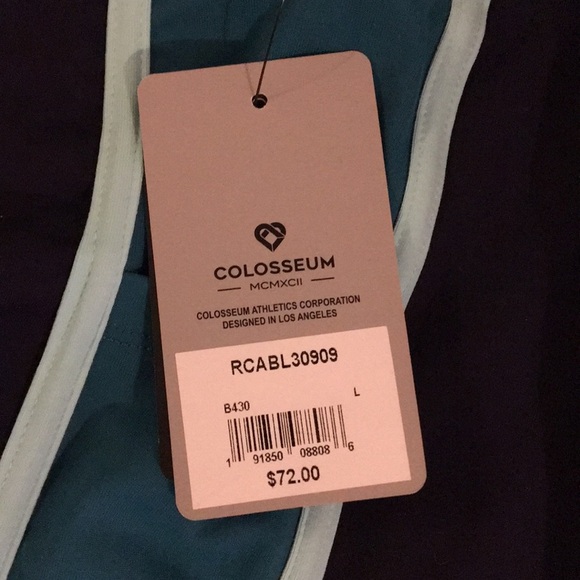 COLOSSEUM
MCMXCII
COLOSSEUM ATHLETICS CORPORATION
DESIGNED IN LOS ANGELES
RCABL30909
B430 L
1 91850 08808 6
$72.00